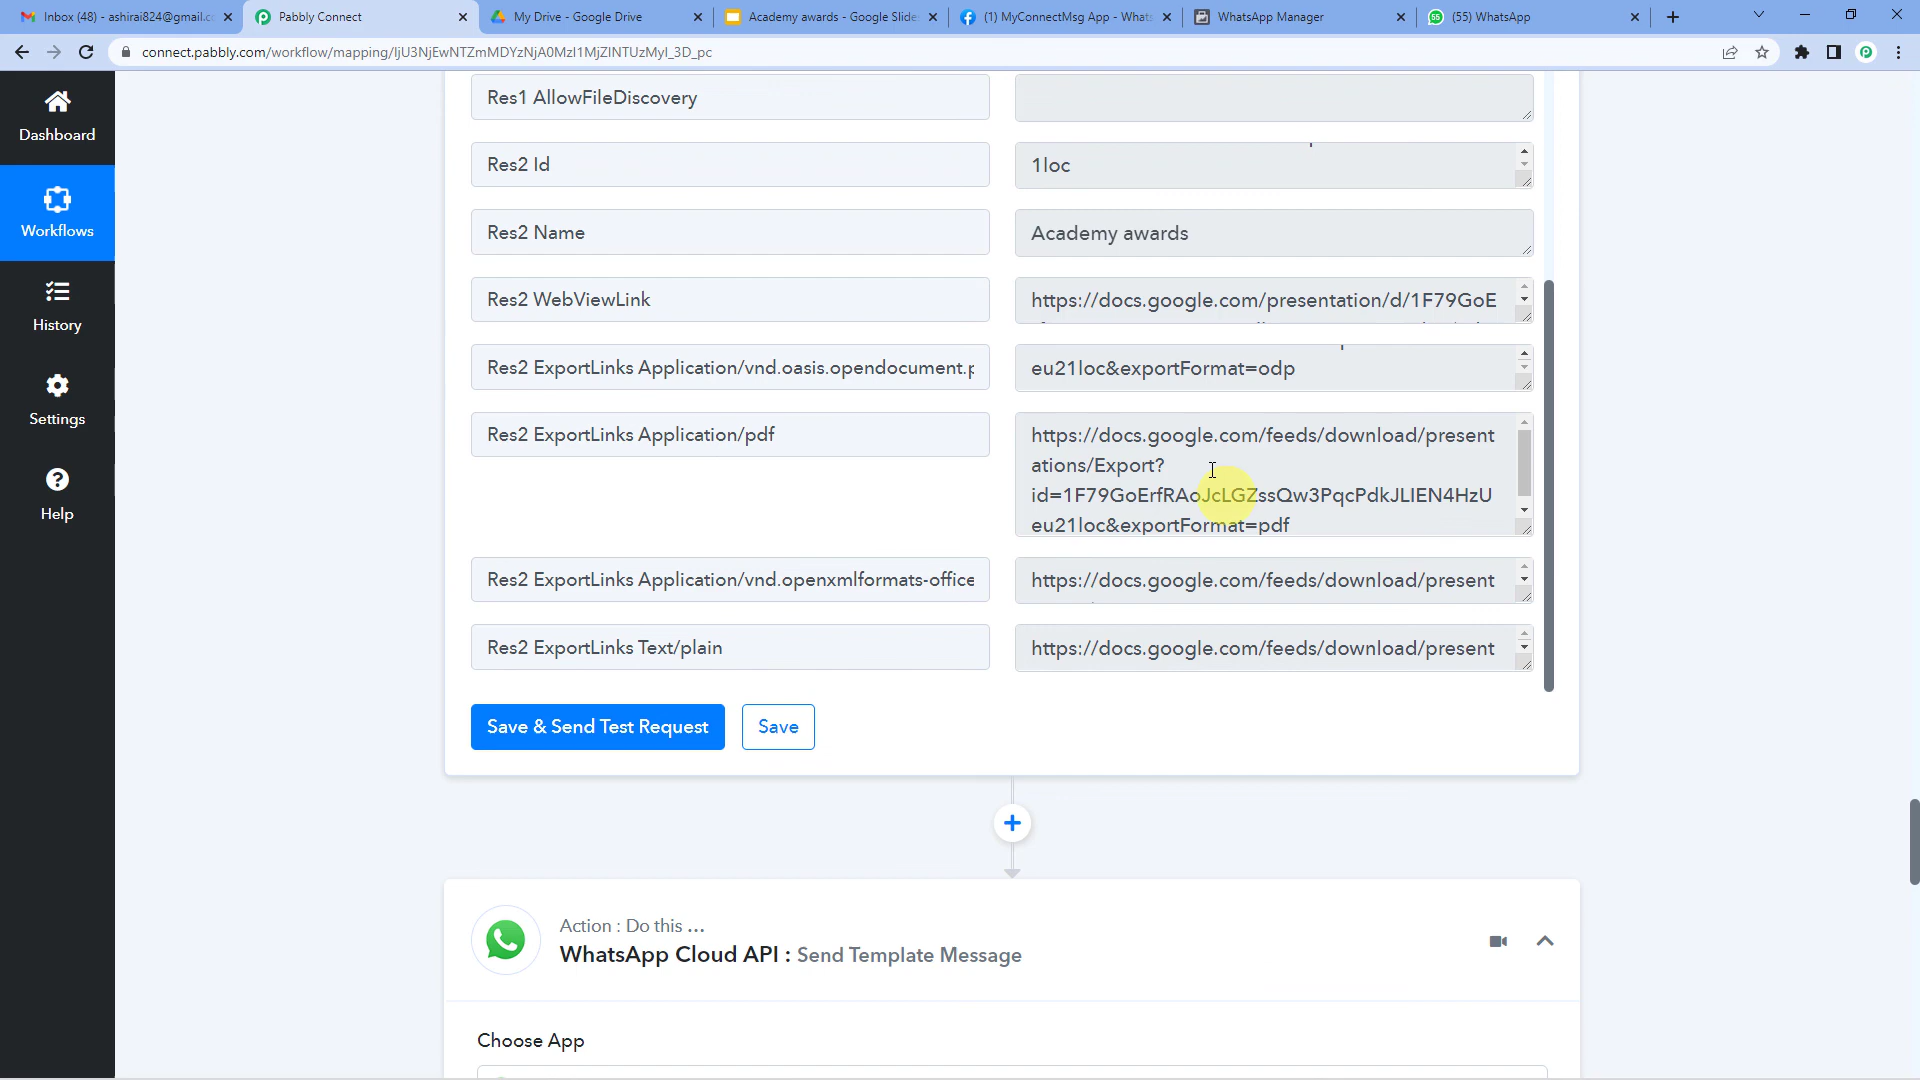 Inbox (48) - ashirai824@gmail.c
Pabbly Connect
My Drive - Google Drive
Academy awards - Google Slide
(1) MyConnectMsg App - Whats
WhatsApp Manager
(55) WhatsApp
connect.pabbly.com/workflow/mapping/IjU3NjEwNTZmMDYzNjA0MzI1MjZlNTUzMyI_3D_pc
Dashboard
Workflows
History
Settings
Help
Res1 AllowFileDiscovery
Res2 Id
1loc
Res2 Name
Academy awards
Res2 WebViewLink
https://docs.google.com/presentation/d/1F79GoE
Res2 ExportLinks Application/vnd.oasis.opendocument.p
eu21loc&exportFormat=odp
Res2 ExportLinks Application/pdf
https://docs.google.com/feeds/download/present
ations/Export?
id=1F79GoErfRAoJcLGZssQw3PqcPdkJLIEN4HzU
eu21loc&exportFormat=pdf
Res2 ExportLinks Application/vnd.openxmlformats-office
https://docs.google.com/feeds/download/present
Res2 ExportLinks Text/plain
https://docs.google.com/feeds/download/present
Save & Send Test Request
Save
Action : Do this ...
WhatsApp Cloud API : Send Template Message
Choose App